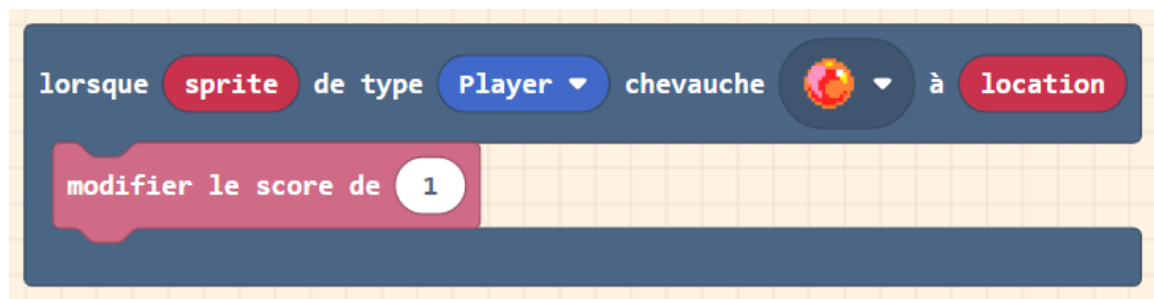 lorsque sprite de type Player chevauche à location
modifier le score de 1